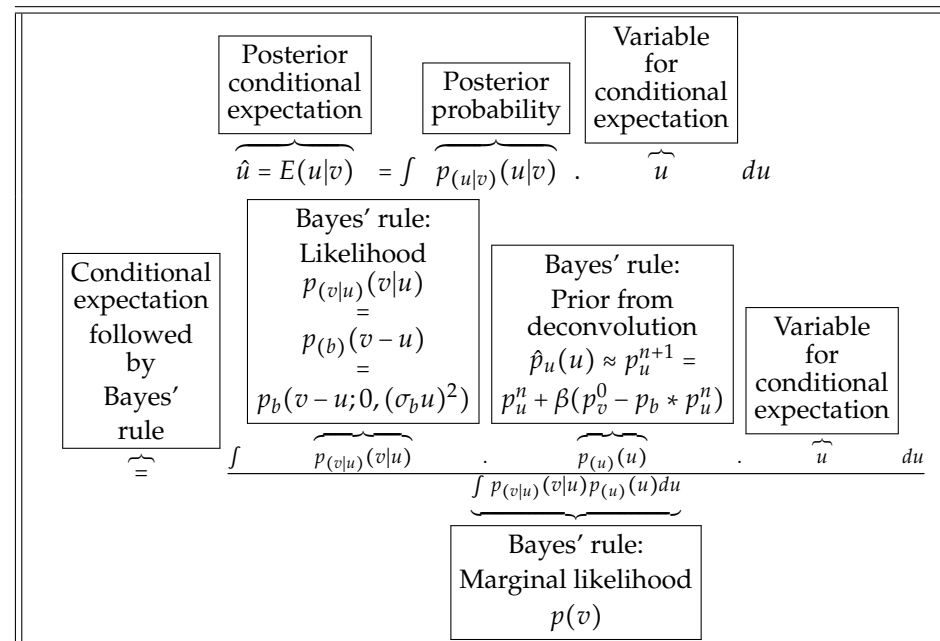 Posterior
conditional
expectation
Posterior
probability
Variable
for
conditional
expectation
û = E(u|v) = ∫ p₍ᵤ|ᵥ₎(u|v) . u du
Conditional
expectation
followed
by
Bayes’
rule
Bayes’ rule:
Likelihood
p_{(v|u)}(v|u)
=
p_{(b)}(v − u)
=
p_b(v − u; 0, (σ_b u)²)
Bayes’ rule:
Prior from
deconvolution
p̂_u(u) ≈ p_u^{n+1} =
p_u^n + β(p_v^0 − p_b ∗ p_u^n)
Variable
for
conditional
expectation
= ∫ p_{(v|u)}(v|u) . p_{(u)}(u) . u du
∫ p_{(v|u)}(v|u)p_{(u)}(u)du
Bayes’ rule:
Marginal likelihood
p(v)